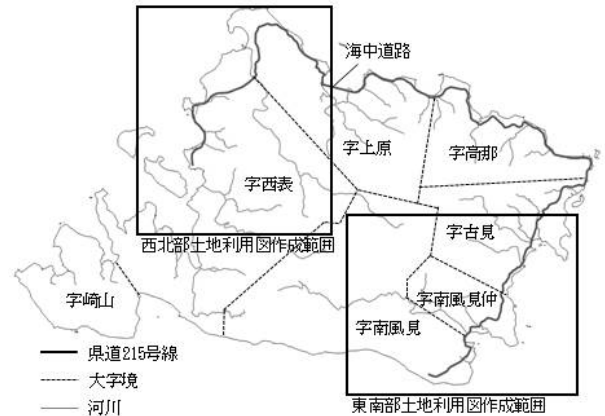 海中道路
字上原
字高那
字西表
西北部土地利用図作成範囲
字古見
字南風見仲
字崎山
字南風見
県道215号線
大字境
河川
東南部土地利用図作成範囲